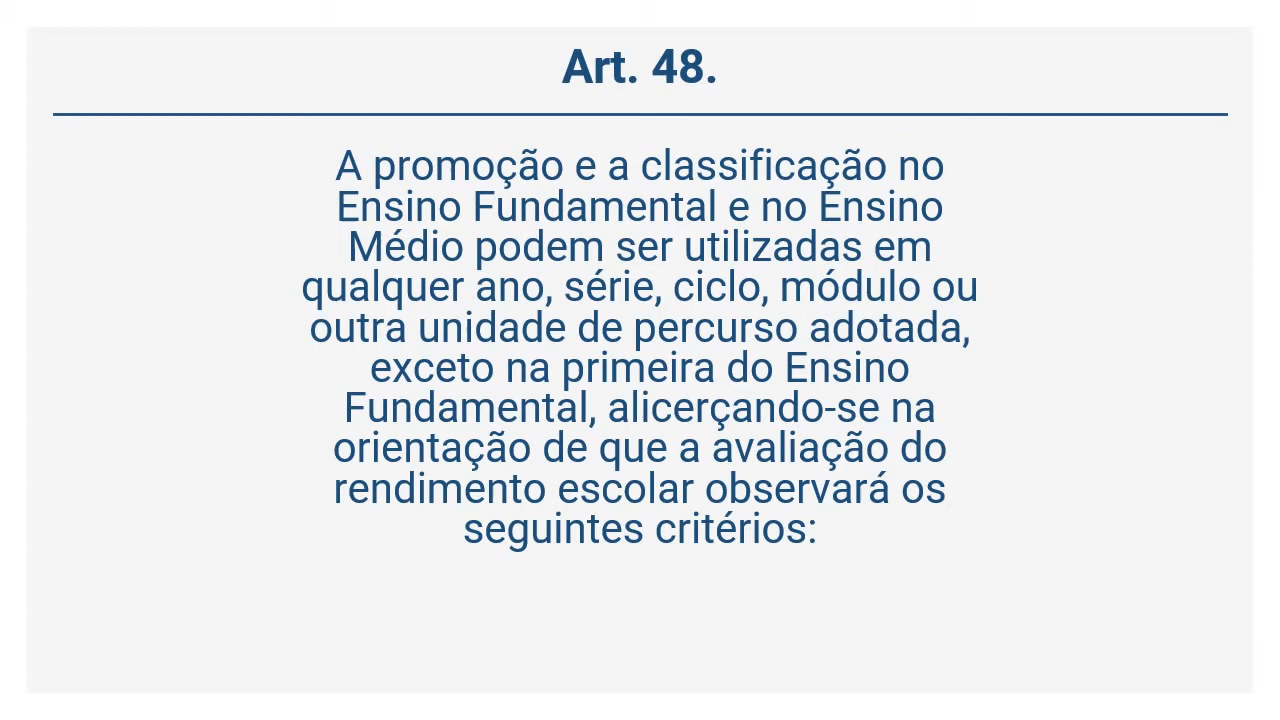 Art. 48.
A promoção e a classificação no
Ensino Fundamental e no Ensino
Médio podem ser utilizadas em
qualquer ano, série, ciclo, módulo ou
outra unidade de percurso adotada,
exceto na primeira do Ensino
Fundamental, alicerçando-se na
orientação de que a avaliação do
rendimento escolar observará os
seguintes critérios: